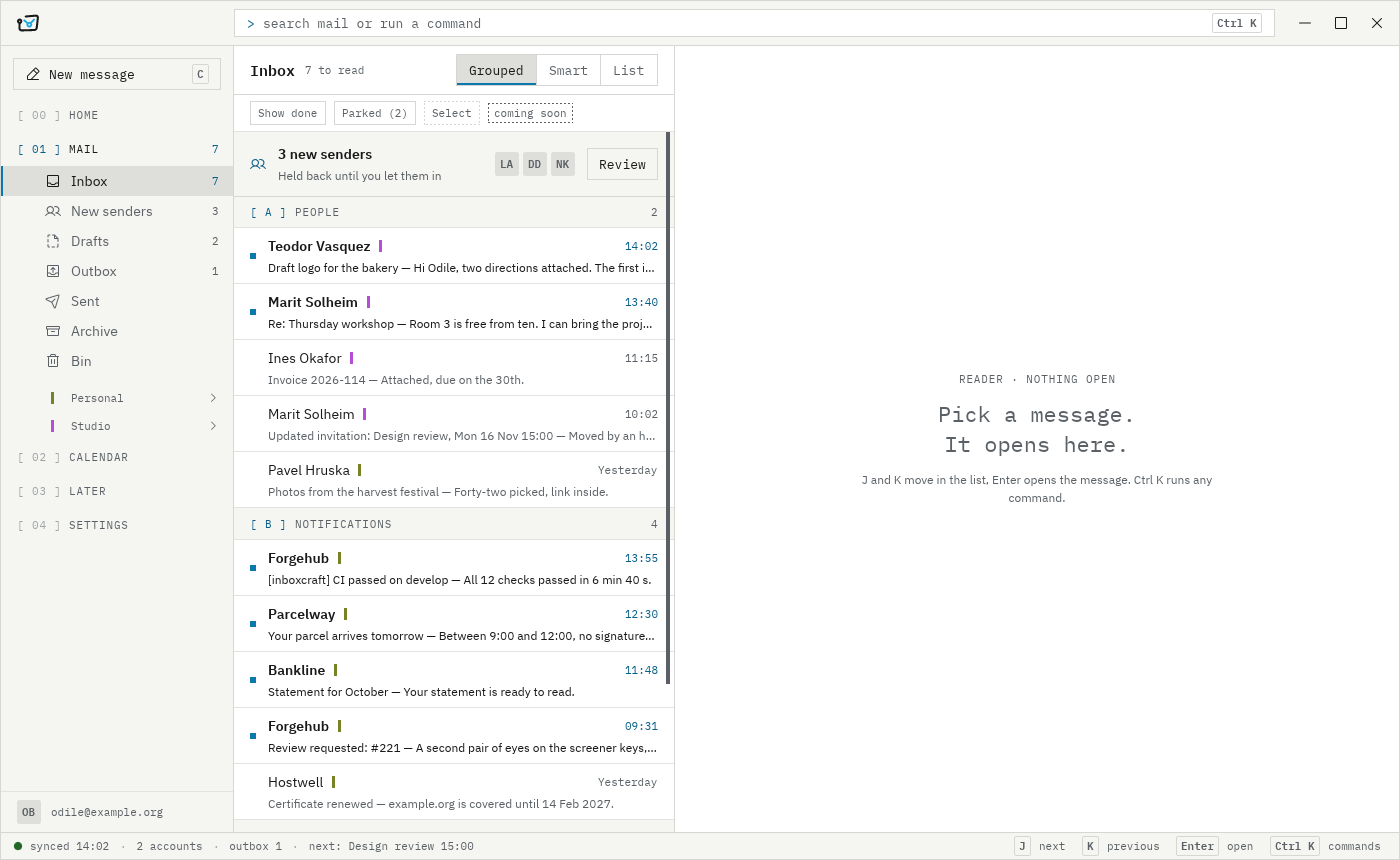 > search mail or run a command Ctrl K
New message C
[ 00 ] HOME
[ 01 ] MAIL 7
Inbox 7
New senders 3
Drafts 2
Outbox 1
Sent
Archive
Bin
Personal
Studio
[ 02 ] CALENDAR
[ 03 ] LATER
[ 04 ] SETTINGS
OB odile@example.org
Inbox 7 to read Grouped Smart List
Show done Parked (2) Select coming soon
3 new senders
Held back until you let them in
LA DD NK Review
[ A ] PEOPLE 2
Teodor Vasquez 14:02
Draft logo for the bakery — Hi Odile, two directions attached. The first i…
Marit Solheim 13:40
Re: Thursday workshop — Room 3 is free from ten. I can bring the proj…
Ines Okafor 11:15
Invoice 2026-114 — Attached, due on the 30th.
Marit Solheim 10:02
Updated invitation: Design review, Mon 16 Nov 15:00 — Moved by an h…
Pavel Hruska Yesterday
Photos from the harvest festival — Forty-two picked, link inside.
[ B ] NOTIFICATIONS 4
Forgehub 13:55
[inboxcraft] CI passed on develop — All 12 checks passed in 6 min 40 s.
Parcelway 12:30
Your parcel arrives tomorrow — Between 9:00 and 12:00, no signature…
Bankline 11:48
Statement for October — Your statement is ready to read.
Forgehub 09:31
Review requested: #221 — A second pair of eyes on the screener keys,…
Hostwell Yesterday
Certificate renewed — example.org is covered until 14 Feb 2027.
READER · NOTHING OPEN
Pick a message.
It opens here.
J and K move in the list, Enter opens the message. Ctrl K runs any
command.
synced 14:02 · 2 accounts · outbox 1 · next: Design review 15:00
J next K previous Enter open Ctrl K commands